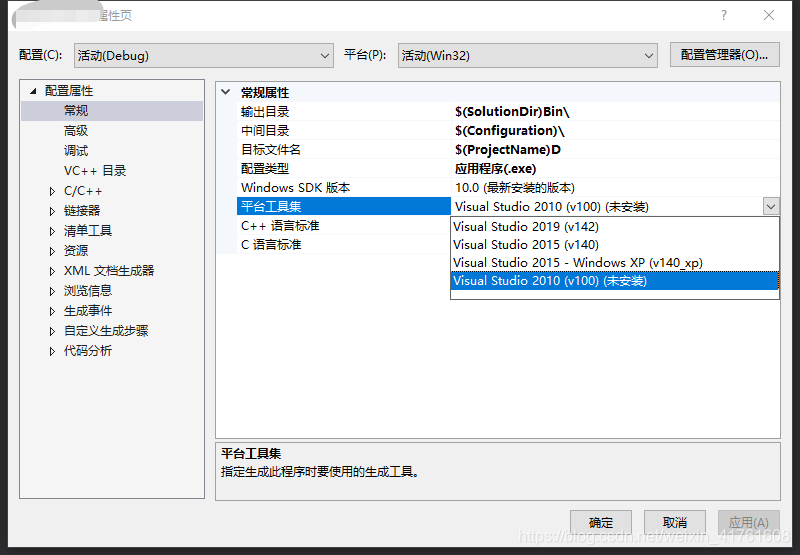 属性页
配置(C):
活动(Debug)
平台(P):
活动(Win32)
配置管理器(O)...
配置属性
常规
高级
调试
VC++ 目录
C/C++
链接器
清单工具
资源
XML 文档生成器
浏览信息
生成事件
自定义生成步骤
代码分析
常规属性
输出目录 $(SolutionDir)Bin\
中间目录 $(Configuration)\
目标文件名 $(ProjectName)D
配置类型 应用程序(.exe)
Windows SDK 版本 10.0 (最新安装的版本)
平台工具集 Visual Studio 2010 (v100) (未安装)
C++ 语言标准
C 语言标准
Visual Studio 2019 (v142)
Visual Studio 2015 (v140)
Visual Studio 2015 - Windows XP (v140_xp)
Visual Studio 2010 (v100) (未安装)
平台工具集
指定生成此程序时要使用的生成工具。
确定
取消
应用(A)
https://blog.csdn.net/weixin_41761608